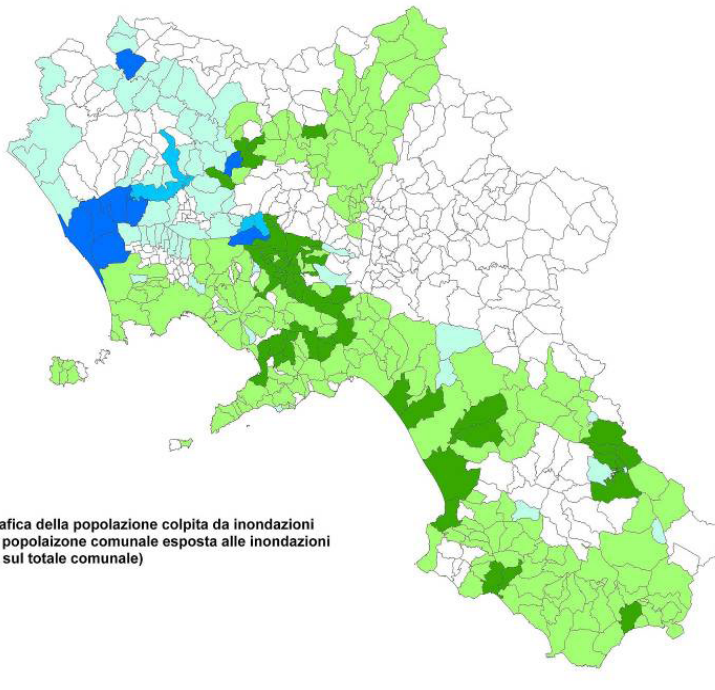 afica della popolazione colpita da inondazioni
popolaizone comunale esposta alle inondazioni
sul totale comunale)